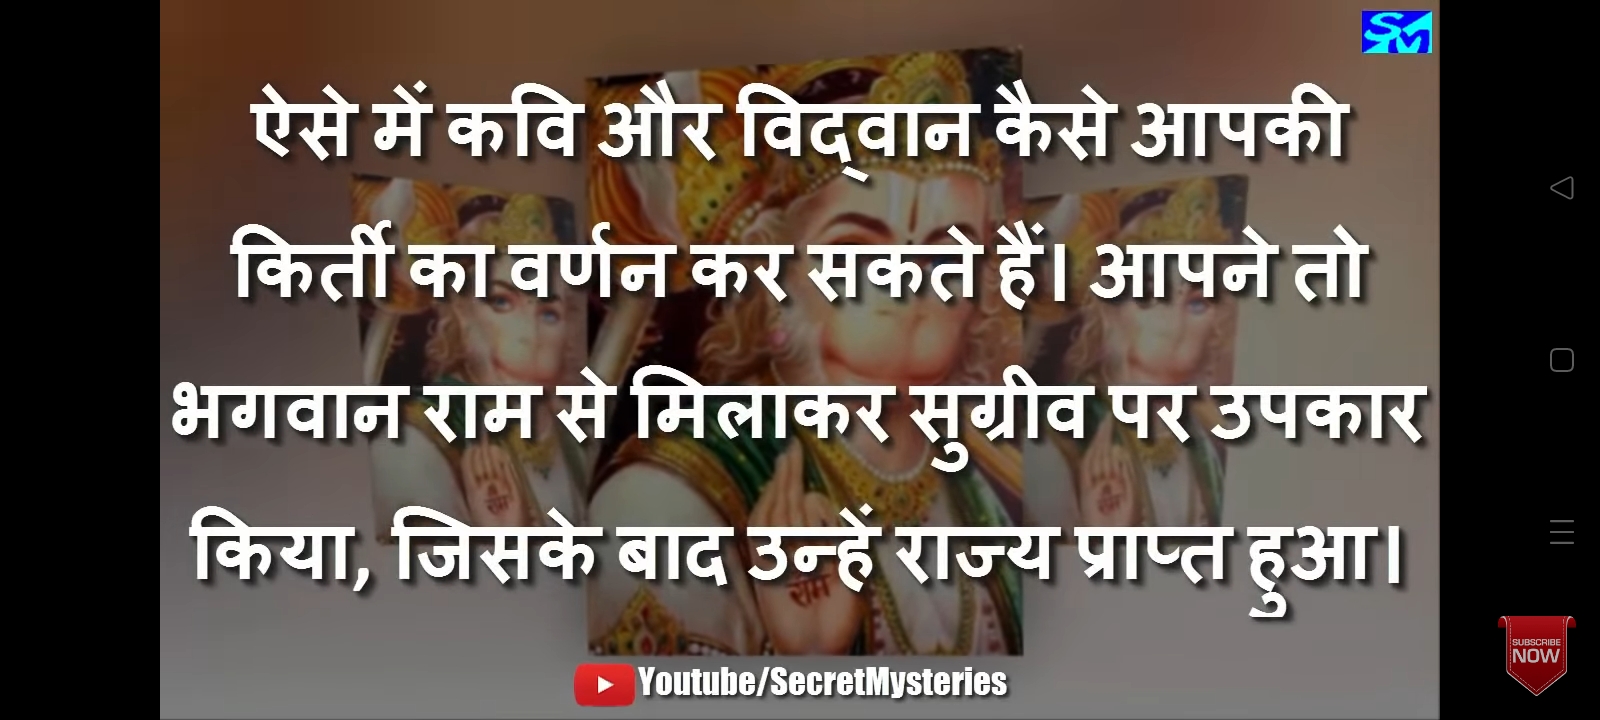 SM
ऐसे में कवि और विद्वान कैसे आपकी
किर्ती का वर्णन कर सकते हैं। आपने तो
भगवान राम से मिलाकर सुग्रीव पर उपकार
किया, जिसके बाद उन्हें राज्य प्राप्त हुआ।
राम
राम
राम
SUBSCRIBE
NOW
Youtube/SecretMysteries